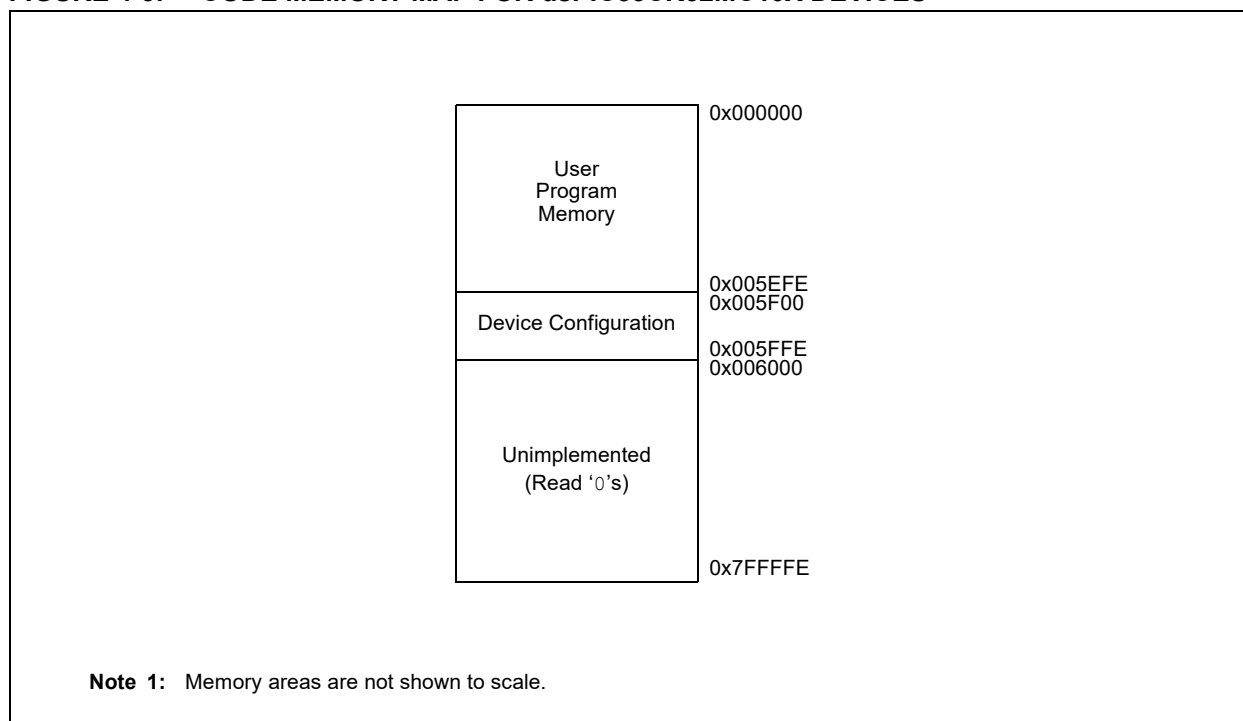 0x000000
User
Program
Memory
0x005EFE
0x005F00
Device Configuration
0x005FFE
0x006000
Unimplemented
(Read ‘0’s)
0x7FFFFE
Note 1: Memory areas are not shown to scale.